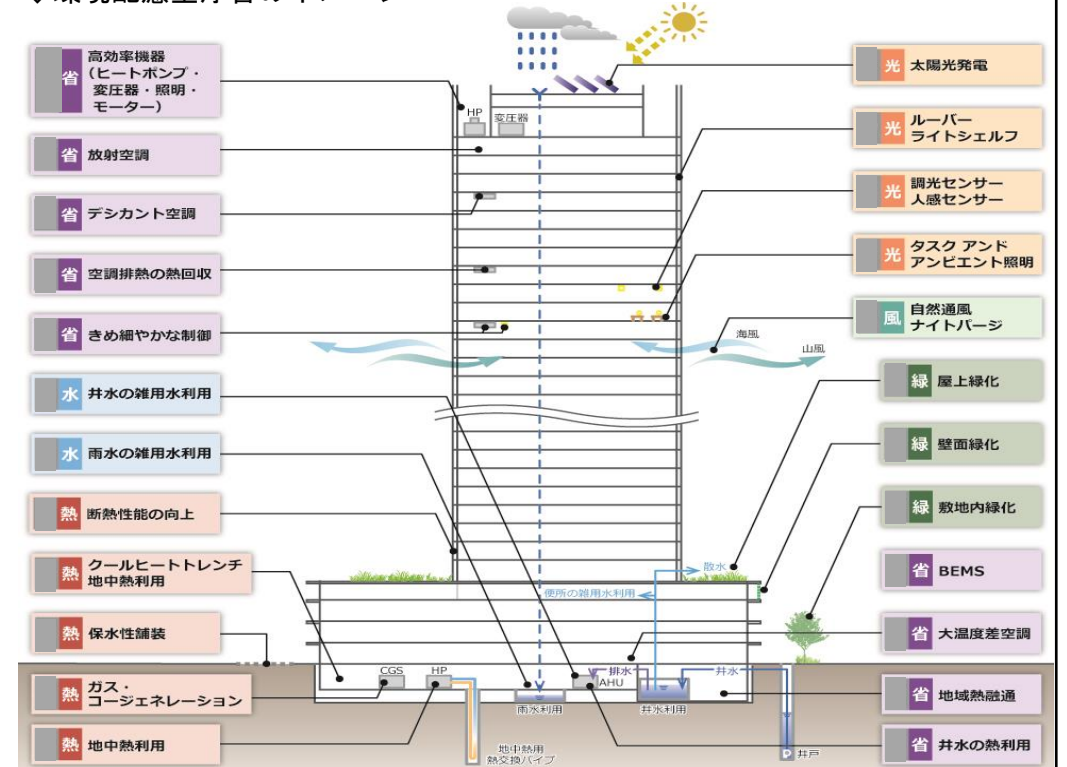 省 高効率機器
(ヒートポンプ・
変圧器・照明・
モーター)
省 放射空調
省 デシカント空調
省 空調排熱の熱回収
省 きめ細やかな制御
水 井水の雑用水利用
水 雨水の雑用水利用
熱 断熱性能の向上
熱 クールヒートトレンチ
地中熱利用
熱 保水性舗装
熱 ガス・
コージェネレーション
熱 地中熱利用
HP
変圧器
海風
山風
散水
便所の雑用水利用
CGS
HP
排水
AHU
井水
雨水利用
井水利用
地中熱用
熱交換パイプ
P 井戸
光 太陽光発電
光 ルーバー
ライトシェルフ
光 調光センサー
人感センサー
光 タスク アンド
アンビエント照明
風 自然通風
ナイトパージ
緑 屋上緑化
緑 壁面緑化
緑 敷地内緑化
省 BEMS
省 大温度差空調
省 地域熱融通
省 井水の熱利用